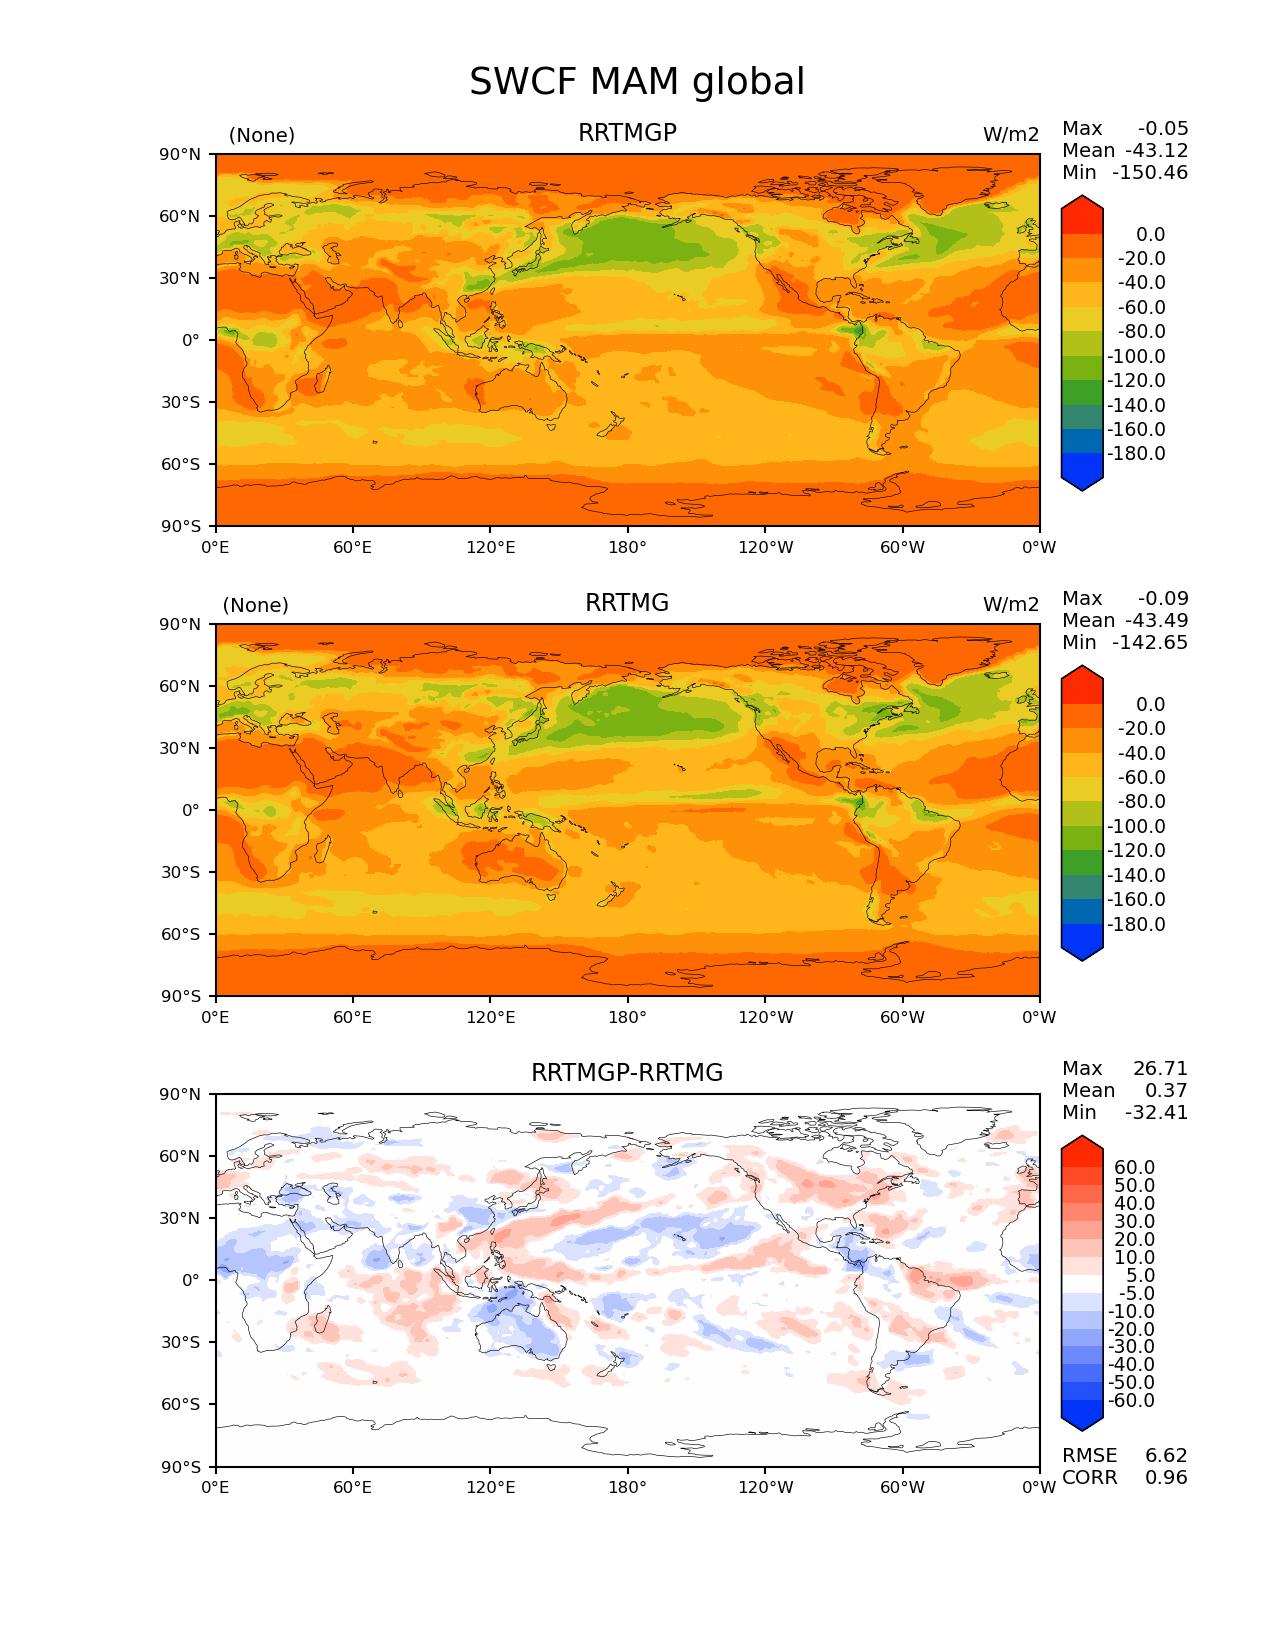 SWCF MAM global
(None) RRTMGP W/m2
Max -0.05
Mean -43.12
Min -150.46
90°N
60°N
30°N
0°
30°S
60°S
90°S
0°E 60°E 120°E 180° 120°W 60°W 0°W
0.0
-20.0
-40.0
-60.0
-80.0
-100.0
-120.0
-140.0
-160.0
-180.0
(None) RRTMG W/m2
Max -0.09
Mean -43.49
Min -142.65
90°N
60°N
30°N
0°
30°S
60°S
90°S
0°E 60°E 120°E 180° 120°W 60°W 0°W
0.0
-20.0
-40.0
-60.0
-80.0
-100.0
-120.0
-140.0
-160.0
-180.0
RRTMGP-RRTMG
Max 26.71
Mean 0.37
Min -32.41
90°N
60°N
30°N
0°
30°S
60°S
90°S
0°E 60°E 120°E 180° 120°W 60°W 0°W
60.0
50.0
40.0
30.0
20.0
10.0
5.0
-5.0
-10.0
-20.0
-30.0
-40.0
-50.0
-60.0
RMSE 6.62
CORR 0.96